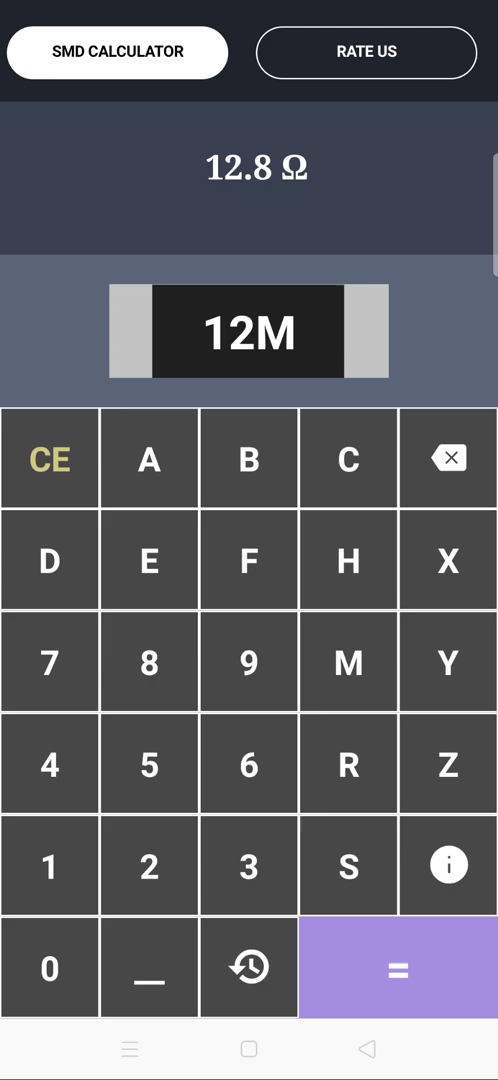 SMD CALCULATOR RATE US
12.8 Ω
12M
CE A B C
D E F H X
7 8 9 M Y
4 5 6 R Z
1 2 3 S i
0 _ =